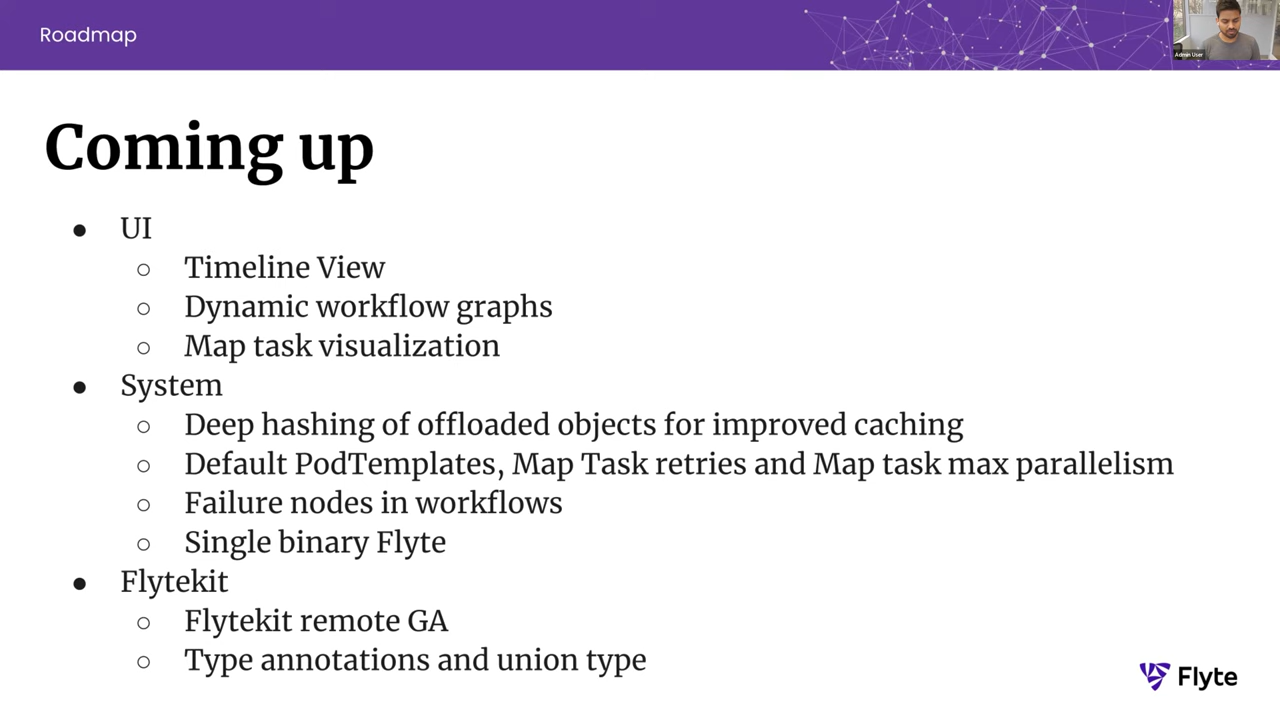 Roadmap
Admin User
Coming up
● UI
○ Timeline View
○ Dynamic workflow graphs
○ Map task visualization
● System
○ Deep hashing of offloaded objects for improved caching
○ Default PodTemplates, Map Task retries and Map task max parallelism
○ Failure nodes in workflows
○ Single binary Flyte
● Flytekit
○ Flytekit remote GA
○ Type annotations and union type
Flyte